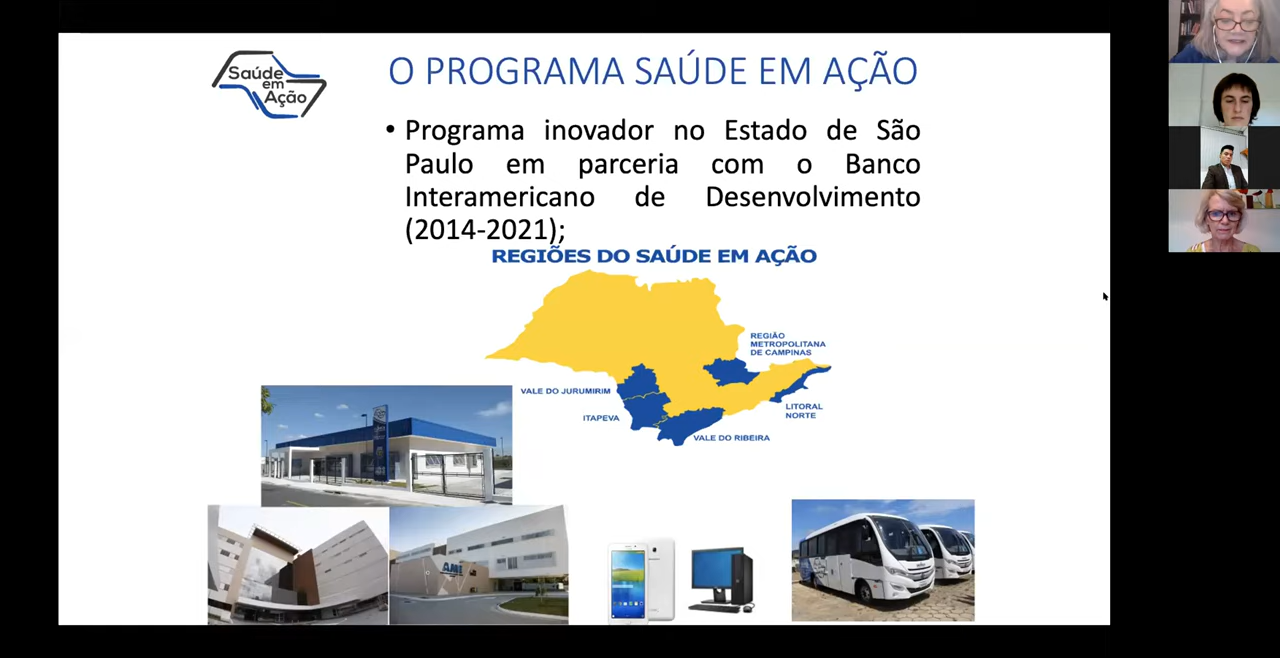 Saúde
em
Ação
O PROGRAMA SAÚDE EM AÇÃO
• Programa inovador no Estado de São
Paulo em parceria com o Banco
Interamericano de Desenvolvimento
(2014-2021);
REGIÕES DO SAÚDE EM AÇÃO
REGIÃO
METROPOLITANA
DE CAMPINAS
VALE DO JURUMIRIM
ITAPEVA
LITORAL
NORTE
VALE DO RIBEIRA
AME